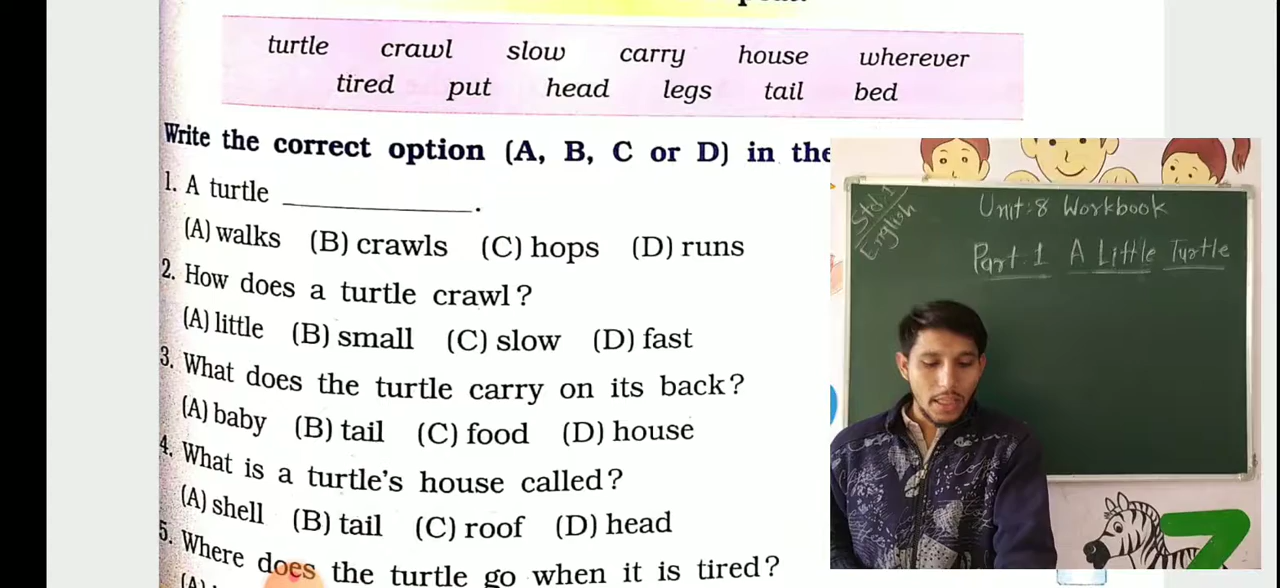 turtle crawl slow carry house wherever
tired put head legs tail bed
Write the correct option (A, B, C or D) in the
1. A turtle ____________.
(A) walks (B) crawls (C) hops (D) runs
2. How does a turtle crawl?
(A) little (B) small (C) slow (D) fast
3. What does the turtle carry on its back?
(A) baby (B) tail (C) food (D) house
4. What is a turtle's house called?
(A) shell (B) tail (C) roof (D) head
5. Where does the turtle go when it is tired?
(A)
Std. 1
English
Unit: 8 Workbook
Part. 1 A Little Turtle